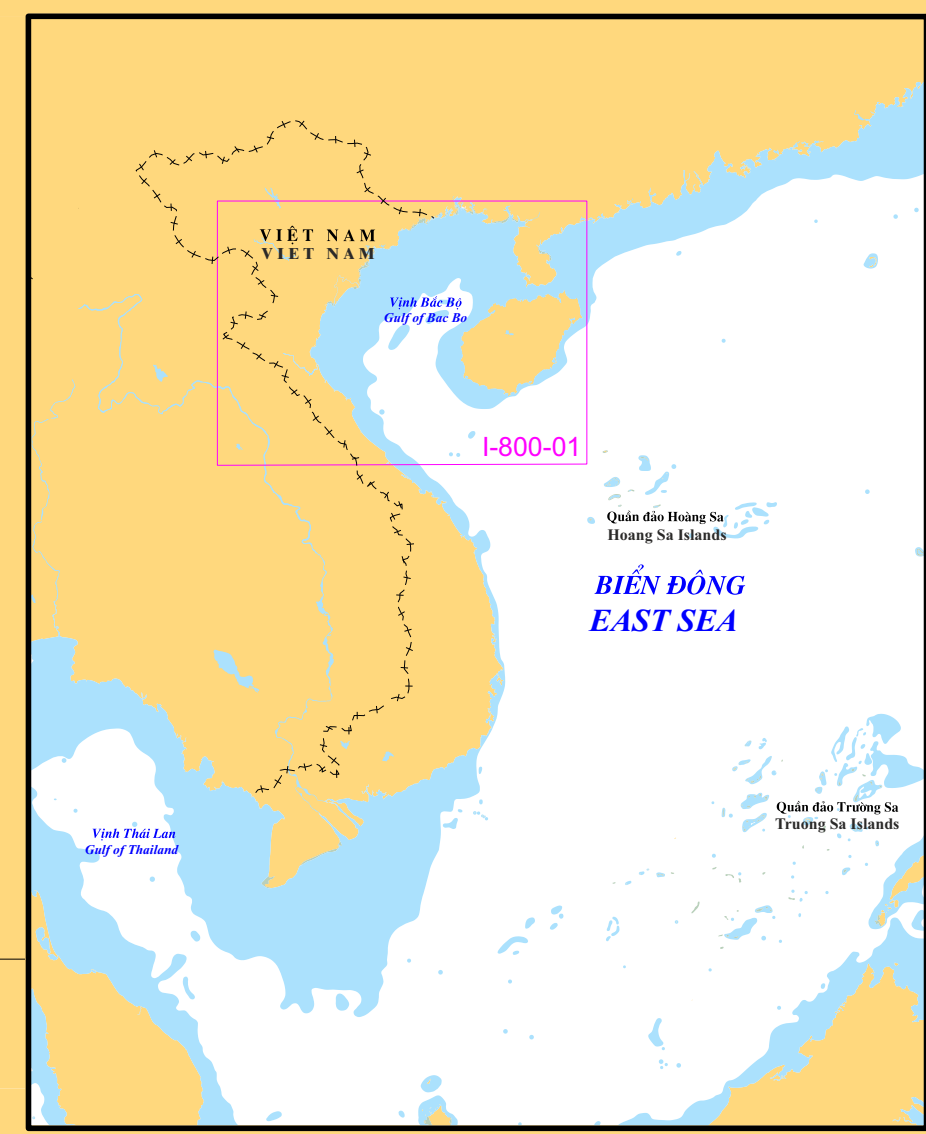 VIỆT NAM
VIET NAM
Vịnh Bắc Bộ
Gulf of Bac Bo
I-800-01
Quần đảo Hoàng Sa
Hoang Sa Islands
BIỂN ĐÔNG
EAST SEA
Quần đảo Trường Sa
Truong Sa Islands
Vịnh Thái Lan
Gulf of Thailand